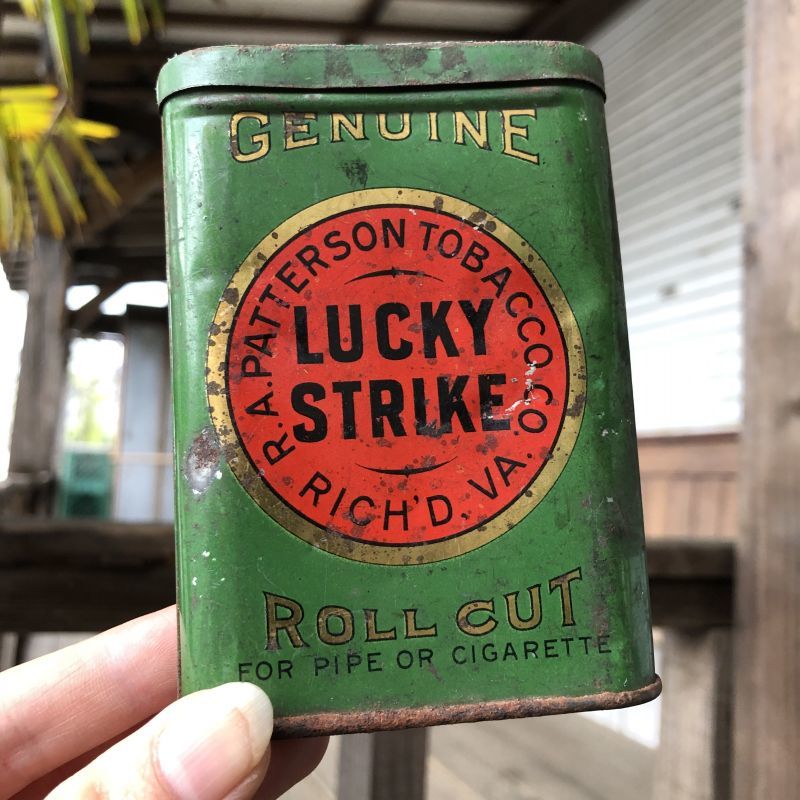 GENUINE
R.A. PATTERSON TOBACCO. CO.
LUCKY
STRIKE
RICH'D. VA.
ROLL CUT
FOR PIPE OR CIGARETTE